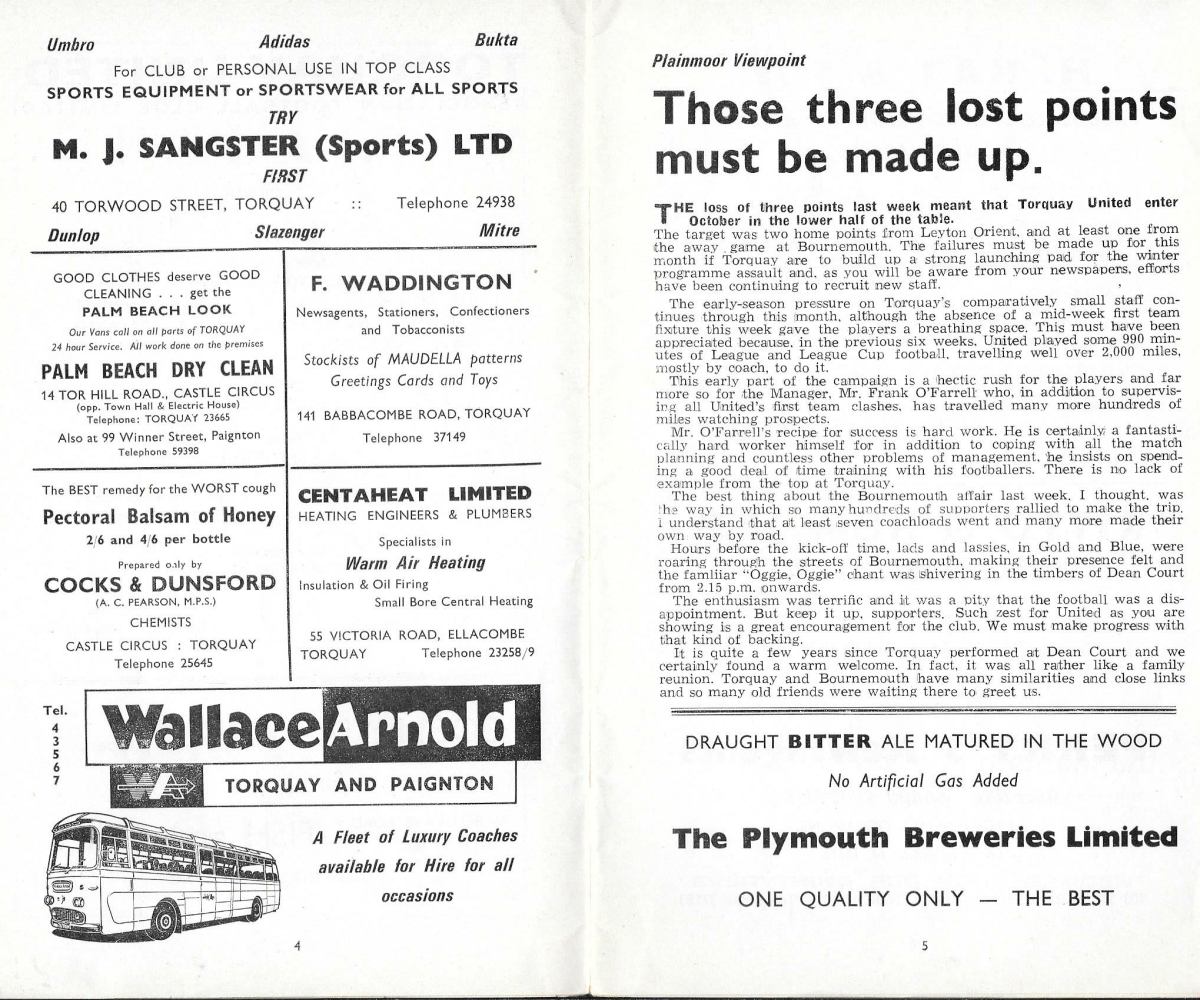 Umbro Adidas Bukta
For CLUB or PERSONAL USE IN TOP CLASS
SPORTS EQUIPMENT or SPORTSWEAR for ALL SPORTS
TRY
M. J. SANGSTER (Sports) LTD
FIRST
40 TORWOOD STREET, TORQUAY :: Telephone 24938
Dunlop Slazenger Mitre
GOOD CLOTHES deserve GOOD
CLEANING . . . get the
PALM BEACH LOOK
Our Vans call on all parts of TORQUAY
24 hour Service. All work done on the premises
PALM BEACH DRY CLEAN
14 TOR HILL ROAD., CASTLE CIRCUS
(opp. Town Hall & Electric House)
Telephone: TORQUAY 23665
Also at 99 Winner Street, Paignton
Telephone 59398
F. WADDINGTON
Newsagents, Stationers, Confectioners
and Tobacconists
Stockists of MAUDELLA patterns
Greetings Cards and Toys
141 BABBACOMBE ROAD, TORQUAY
Telephone 37149
The BEST remedy for the WORST cough
Pectoral Balsam of Honey
2/6 and 4/6 per bottle
Prepared only by
COCKS & DUNSFORD
(A. C. PEARSON, M.P.S.)
CHEMISTS
CASTLE CIRCUS : TORQUAY
Telephone 25645
CENTAHEAT LIMITED
HEATING ENGINEERS & PLUMBERS
Specialists in
Warm Air Heating
Insulation & Oil Firing
Small Bore Central Heating
55 VICTORIA ROAD, ELLACOMBE
TORQUAY Telephone 23258/9
Tel.
4
3
5
6
7
Wallace Arnold
WA TORQUAY AND PAIGNTON
A Fleet of Luxury Coaches
available for Hire for all
occasions
4
Plainmoor Viewpoint
Those three lost points
must be made up.
THE loss of three points last week meant that Torquay United enter
October in the lower half of the table.
The target was two home points from Leyton Orient, and at least one from
the away game at Bournemouth. The failures must be made up for this
month if Torquay are to build up a strong launching pad for the winter
programme assault and, as you will be aware from your newspapers, efforts
have been continuing to recruit new staff.
The early-season pressure on Torquay's comparatively small staff con-
tinues through this month, although the absence of a mid-week first team
fixture this week gave the players a breathing space. This must have been
appreciated because, in the previous six weeks, United played some 990 min-
utes of League and League Cup football, travelling well over 2,000 miles,
mostly by coach, to do it.
This early part of the campaign is a hectic rush for the players and far
more so for the Manager, Mr. Frank O'Farrell who, in addition to supervis-
ing all United's first team clashes, has travelled many more hundreds of
miles watching prospects.
Mr. O'Farrell's recipe for success is hard work. He is certainly a fantasti-
cally hard worker himself for in addition to coping with all the match
planning and countless other problems of management, he insists on spend-
ing a good deal of time training with his footballers. There is no lack of
example from the top at Torquay.
The best thing about the Bournemouth affair last week, I thought, was
the way in which so many hundreds of supporters rallied to make the trip.
I understand that at least seven coachloads went and many more made their
own way by road.
Hours before the kick-off time, lads and lassies, in Gold and Blue, were
roaring through the streets of Bournemouth, making their presence felt and
the familiar "Oggie, Oggie" chant was shivering in the timbers of Dean Court
from 2.15 p.m. onwards.
The enthusiasm was terrific and it was a pity that the football was a dis-
appointment. But keep it up, supporters. Such zest for United as you are
showing is a great encouragement for the club. We must make progress with
that kind of backing.
It is quite a few years since Torquay performed at Dean Court and we
certainly found a warm welcome. In fact, it was all rather like a family
reunion. Torquay and Bournemouth have many similarities and close links
and so many old friends were waiting there to greet us.
DRAUGHT BITTER ALE MATURED IN THE WOOD
No Artificial Gas Added
The Plymouth Breweries Limited
ONE QUALITY ONLY — THE BEST
5